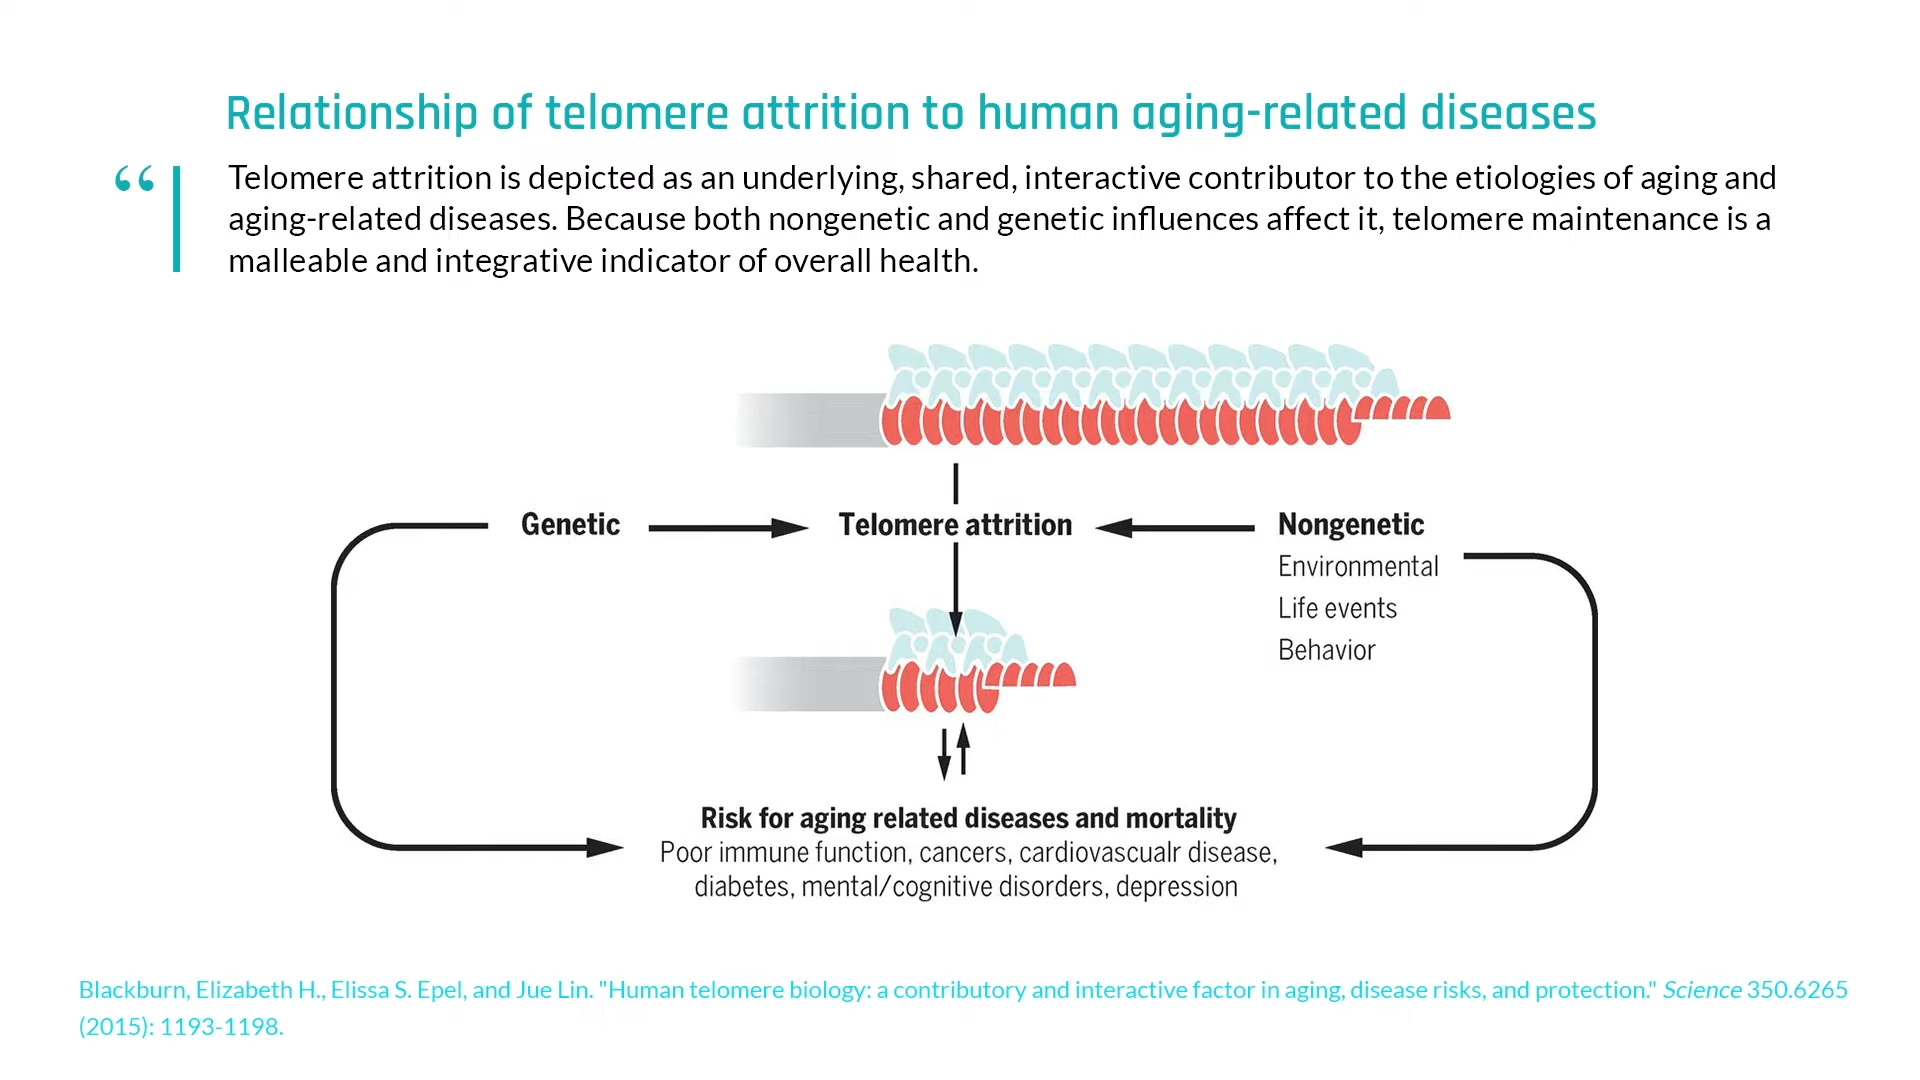 Relationship of telomere attrition to human aging-related diseases
“
Telomere attrition is depicted as an underlying, shared, interactive contributor to the etiologies of aging and
aging-related diseases. Because both nongenetic and genetic influences affect it, telomere maintenance is a
malleable and integrative indicator of overall health.
Genetic
Telomere attrition
Nongenetic
Environmental
Life events
Behavior
Risk for aging related diseases and mortality
Poor immune function, cancers, cardiovascualr disease,
diabetes, mental/cognitive disorders, depression
Blackburn, Elizabeth H., Elissa S. Epel, and Jue Lin. "Human telomere biology: a contributory and interactive factor in aging, disease risks, and protection." Science 350.6265
(2015): 1193-1198.